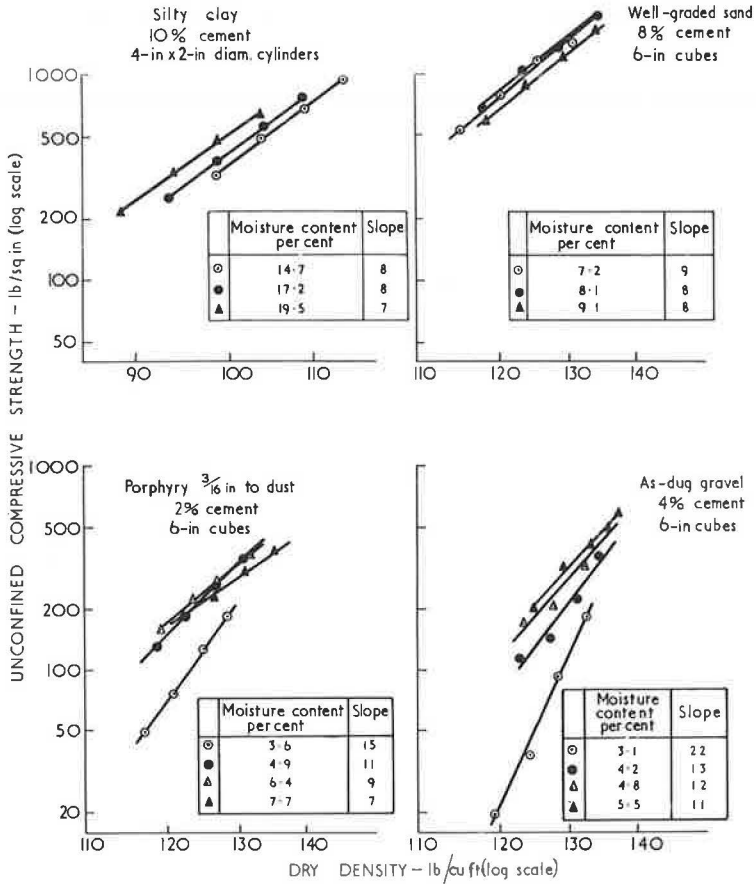 Silty clay
10% cement
4-in x 2-in diam. cylinders
Well-graded sand
8% cement
6-in cubes
1000
500
200
100
50
Moisture content per cent Slope
14·7 8
17·2 8
19·5 7
Moisture content per cent Slope
7·2 9
8·1 8
9·1 8
90 100 110
110 120 130 140
UNCONFINED COMPRESSIVE STRENGTH – lb/sq in (log scale)
Porphyry 3/16 in to dust
2% cement
6-in cubes
As-dug gravel
4% cement
6-in cubes
1000
500
200
100
50
20
Moisture content per cent Slope
3·6 15
4·9 11
6·4 9
7·7 7
Moisture content per cent Slope
3·1 22
4·2 13
4·8 12
5·5 11
110 120 130 140
110 120 130 140
DRY DENSITY – lb/cu ft (log scale)